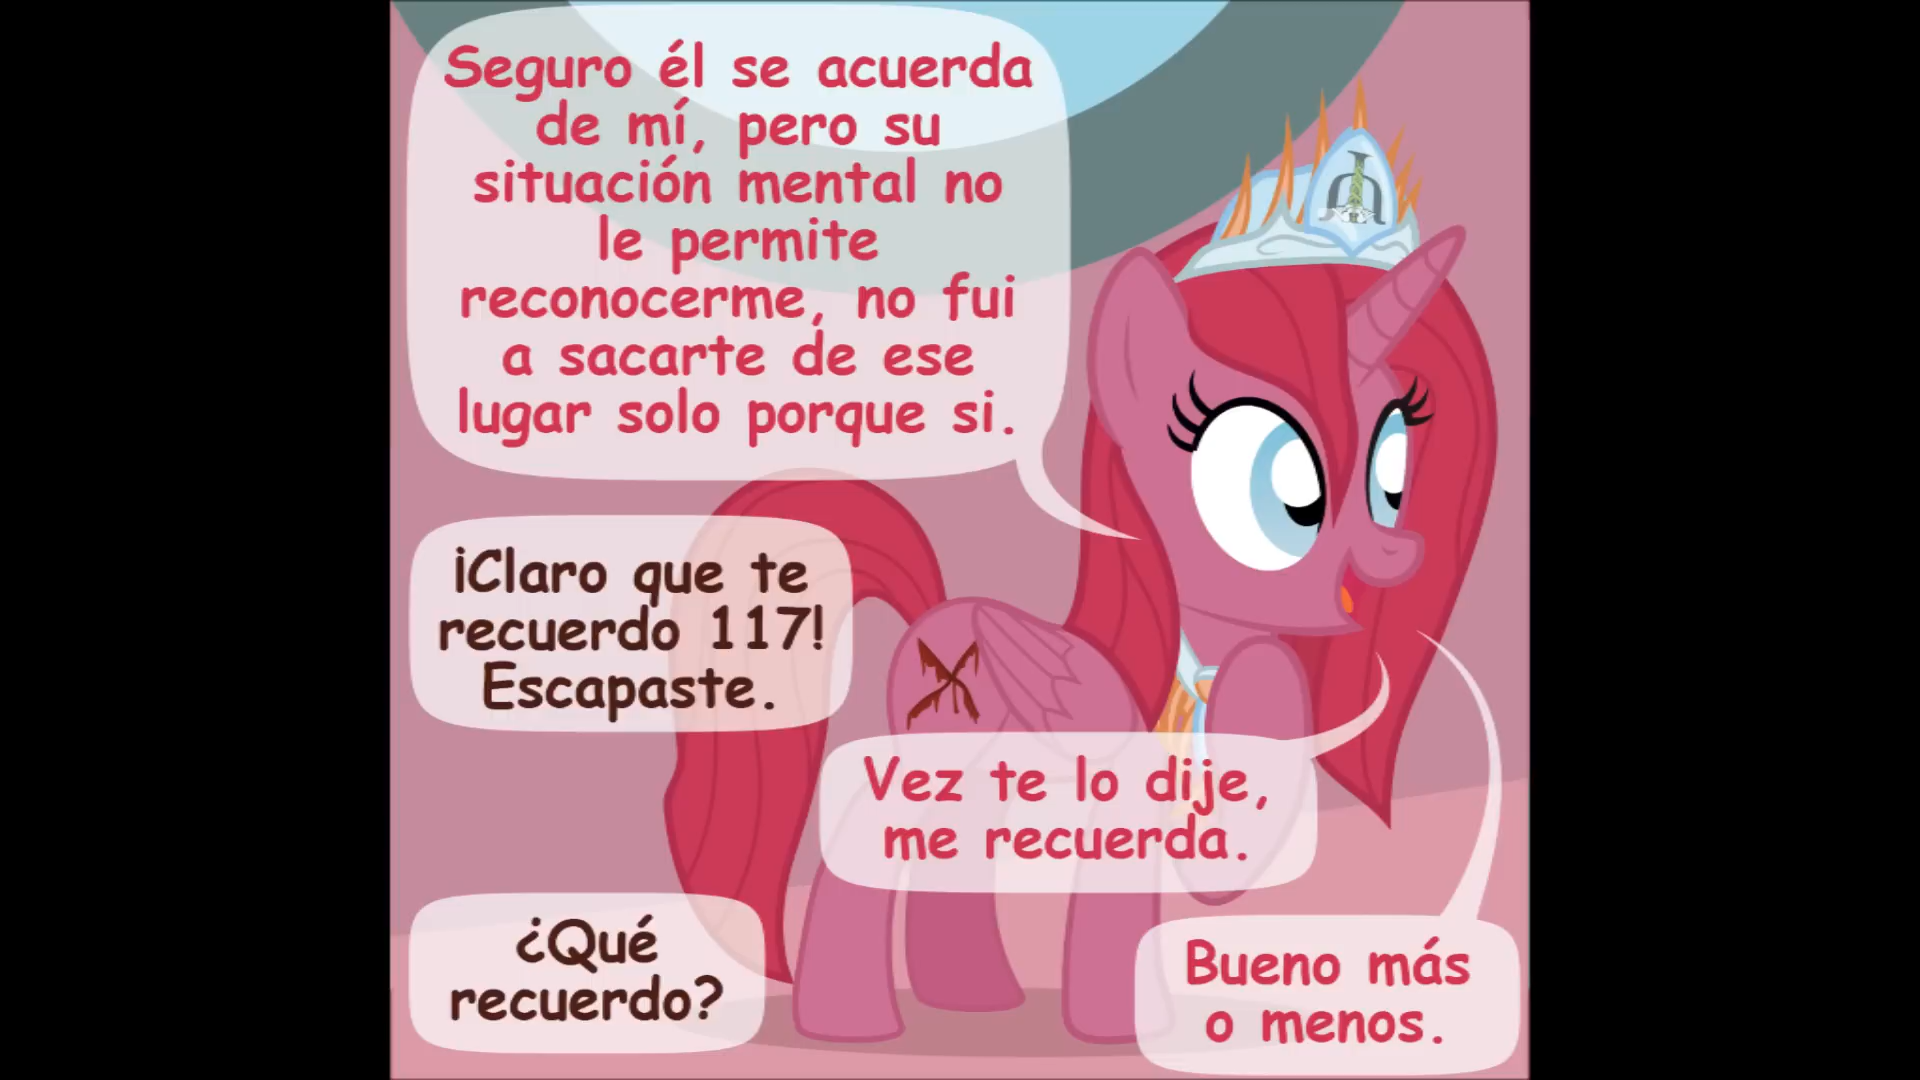 Seguro él se acuerda
de mí, pero su
situación mental no
le permite
reconocerme, no fui
a sacarte de ese
lugar solo porque si.
¡Claro que te
recuerdo 117!
Escapaste.
Vez te lo dije,
me recuerda.
¿Qué
recuerdo?
Bueno más
o menos.